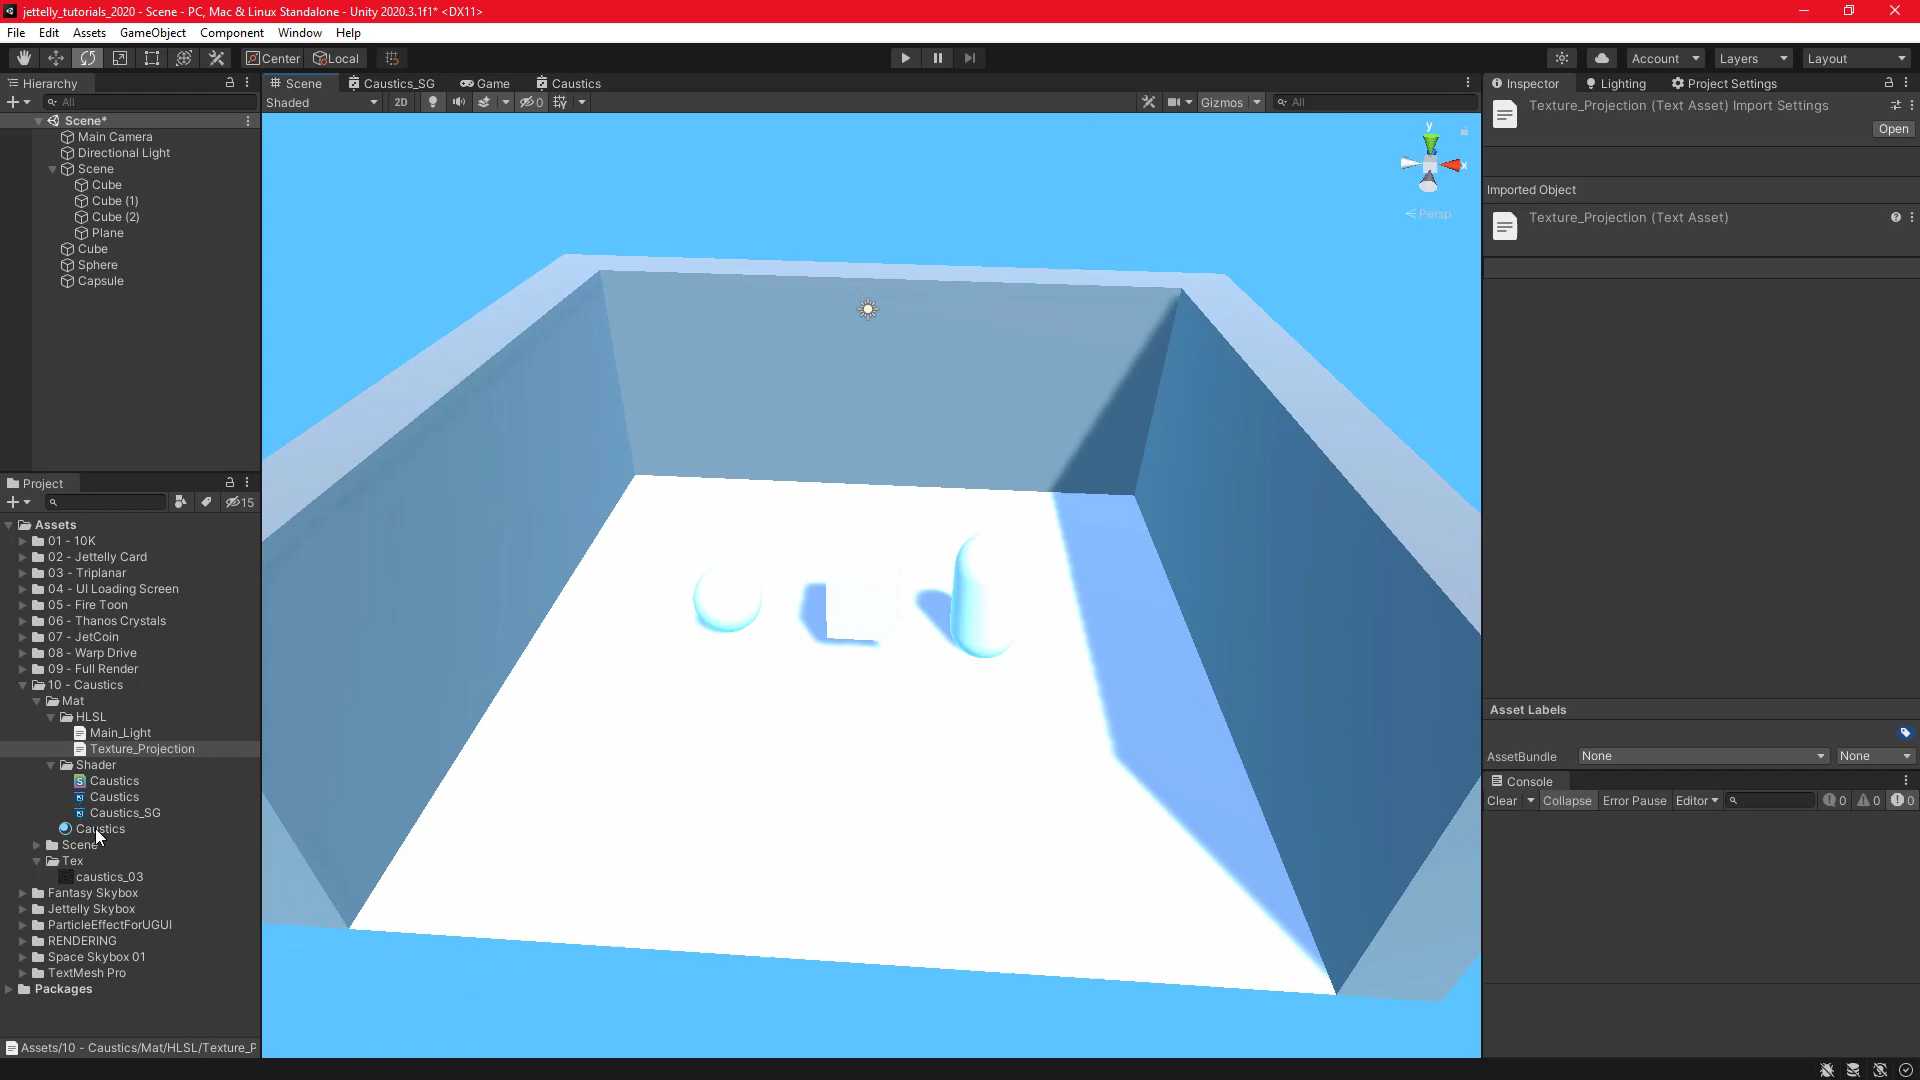 jettelly_tutorials_2020 - Scene - PC, Mac & Linux Standalone - Unity 2020.3.1f1* <DX11>
File Edit Assets GameObject Component Window Help
Center Local Account Layers Layout
Hierarchy
All
Scene*
Main Camera
Directional Light
Scene
Cube
Cube (1)
Cube (2)
Plane
Cube
Sphere
Capsule
Project
15
Assets
01 - 10K
02 - Jettelly Card
03 - Triplanar
04 - UI Loading Screen
05 - Fire Toon
06 - Thanos Crystals
07 - JetCoin
08 - Warp Drive
09 - Full Render
10 - Caustics
Mat
HLSL
Main_Light
Texture_Projection
Shader
Caustics
Caustics
Caustics_SG
Caustics
Scene
Tex
caustics_03
Fantasy Skybox
Jettelly Skybox
ParticleEffectForUGUI
RENDERING
Space Skybox 01
TextMesh Pro
Packages
Assets/10 - Caustics/Mat/HLSL/Texture_P
Scene Caustics_SG Game Caustics
Shaded 2D 0 Gizmos All
y
x
Persp
Inspector Lighting Project Settings
Texture_Projection (Text Asset) Import Settings
Open
Imported Object
Texture_Projection (Text Asset)
Asset Labels
AssetBundle None None
Console
Clear Collapse Error Pause Editor 0 0 0